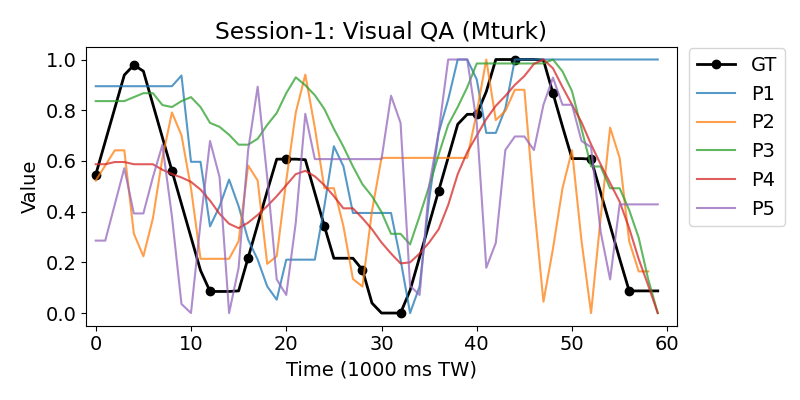 Session-1: Visual QA (Mturk)
Value
1.0
0.8
0.6
0.4
0.2
0.0
0 10 20 30 40 50 60
Time (1000 ms TW)
GT
P1
P2
P3
P4
P5